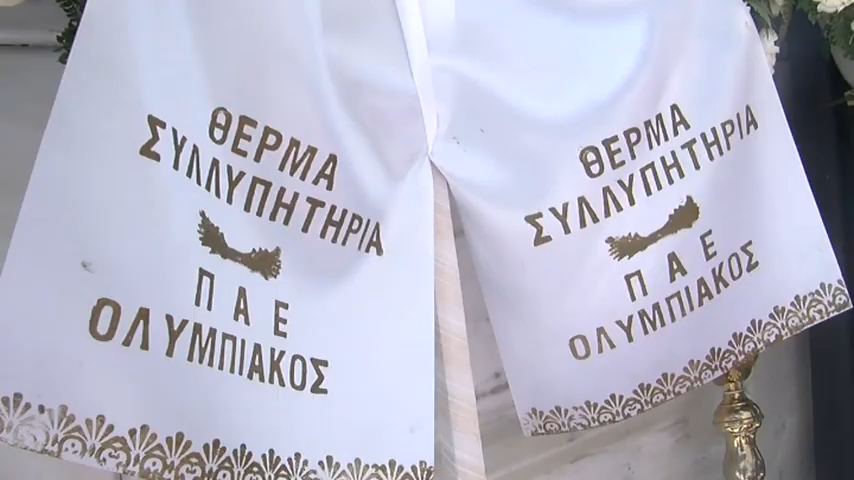 ΘΕΡΜΑ
ΣΥΛΛΥΠΗΤΗΡΙΑ
Π Α Ε
ΟΛΥΜΠΙΑΚΟΣ
ΘΕΡΜΑ
ΣΥΛΛΥΠΗΤΗΡΙΑ
Π Α Ε
ΟΛΥΜΠΙΑΚΟΣ